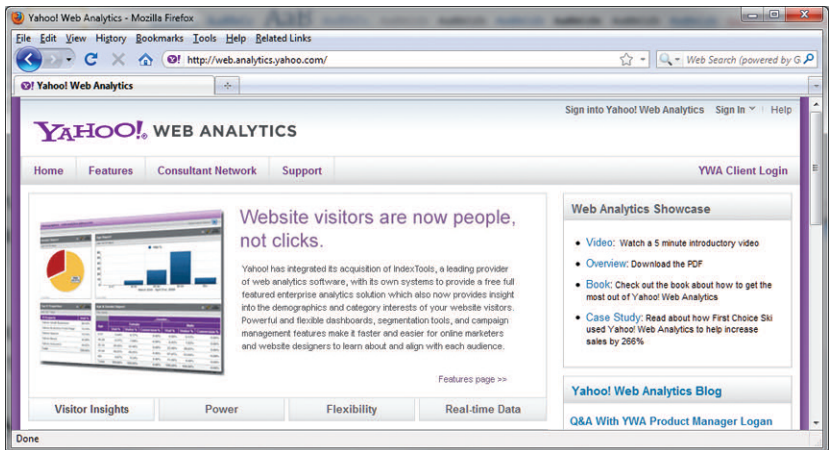 Yahoo! Web Analytics - Mozilla Firefox
File Edit View History Bookmarks Tools Help Related Links
http://web.analytics.yahoo.com/
Web Search (powered by G
Yahoo! Web Analytics
Sign into Yahoo! Web Analytics Sign In Help
YAHOO!® WEB ANALYTICS
Home Features Consultant Network Support YWA Client Login
Website visitors are now people,
not clicks.
Yahoo! has integrated its acquisition of IndexTools, a leading provider
of web analytics software, with its own systems to provide a free full
featured enterprise analytics solution which also now provides insight
into the demographics and category interests of your website visitors.
Powerful and flexible dashboards, segmentation tools, and campaign
management features make it faster and easier for online marketers
and website designers to learn about and align with each audience.
Features page >>
Visitor Insights Power Flexibility Real-time Data
Web Analytics Showcase
• Video: Watch a 5 minute introductory video
• Overview: Download the PDF
• Book: Check out the book about how to get the
most out of Yahoo! Web Analytics
• Case Study: Read about how First Choice Ski
used Yahoo! Web Analytics to help increase
sales by 266%
Yahoo! Web Analytics Blog
Q&A With YWA Product Manager Logan
Done